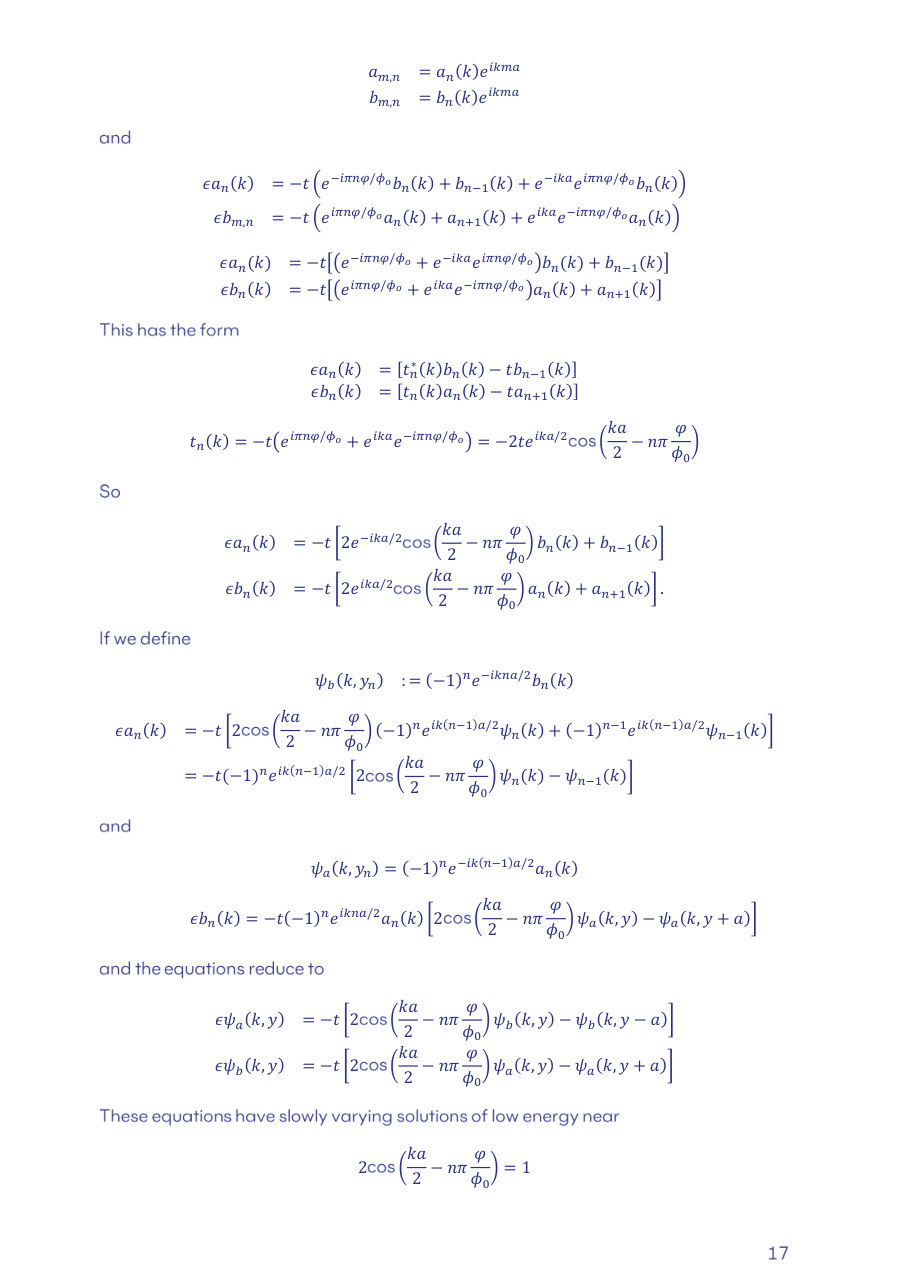 a_{m,n} = a_n(k)e^{ikma}
b_{m,n} = b_n(k)e^{ikma}
and
ϵa_n(k) = −t(e^{−iπnφ/ϕ_o}b_n(k) + b_{n−1}(k) + e^{−ika}e^{iπnφ/ϕ_o}b_n(k))
ϵb_{m,n} = −t(e^{iπnφ/ϕ_o}a_n(k) + a_{n+1}(k) + e^{ika}e^{−iπnφ/ϕ_o}a_n(k))
ϵa_n(k) = −t[(e^{−iπnφ/ϕ_o} + e^{−ika}e^{iπnφ/ϕ_o})b_n(k) + b_{n−1}(k)]
ϵb_n(k) = −t[(e^{iπnφ/ϕ_o} + e^{ika}e^{−iπnφ/ϕ_o})a_n(k) + a_{n+1}(k)]
This has the form
ϵa_n(k) = [t_n^*(k)b_n(k) − tb_{n−1}(k)]
ϵb_n(k) = [t_n(k)a_n(k) − ta_{n+1}(k)]
t_n(k) = −t(e^{iπnφ/ϕ_o} + e^{ika}e^{−iπnφ/ϕ_o}) = −2te^{ika/2}cos(ka/2 − nπ φ/ϕ_0)
So
ϵa_n(k) = −t[2e^{−ika/2}cos(ka/2 − nπ φ/ϕ_0)b_n(k) + b_{n−1}(k)]
ϵb_n(k) = −t[2e^{ika/2}cos(ka/2 − nπ φ/ϕ_0)a_n(k) + a_{n+1}(k)].
If we define
ψ_b(k, y_n) := (−1)^n e^{−ikna/2}b_n(k)
ϵa_n(k) = −t[2cos(ka/2 − nπ φ/ϕ_0)(−1)^n e^{ik(n−1)a/2}ψ_n(k) + (−1)^{n−1}e^{ik(n−1)a/2}ψ_{n−1}(k)]
= −t(−1)^n e^{ik(n−1)a/2}[2cos(ka/2 − nπ φ/ϕ_0)ψ_n(k) − ψ_{n−1}(k)]
and
ψ_a(k, y_n) = (−1)^n e^{−ik(n−1)a/2}a_n(k)
ϵb_n(k) = −t(−1)^n e^{ikna/2}a_n(k)[2cos(ka/2 − nπ φ/ϕ_0)ψ_a(k, y) − ψ_a(k, y + a)]
and the equations reduce to
ϵψ_a(k, y) = −t[2cos(ka/2 − nπ φ/ϕ_0)ψ_b(k, y) − ψ_b(k, y − a)]
ϵψ_b(k, y) = −t[2cos(ka/2 − nπ φ/ϕ_0)ψ_a(k, y) − ψ_a(k, y + a)]
These equations have slowly varying solutions of low energy near
2cos(ka/2 − nπ φ/ϕ_0) = 1
17